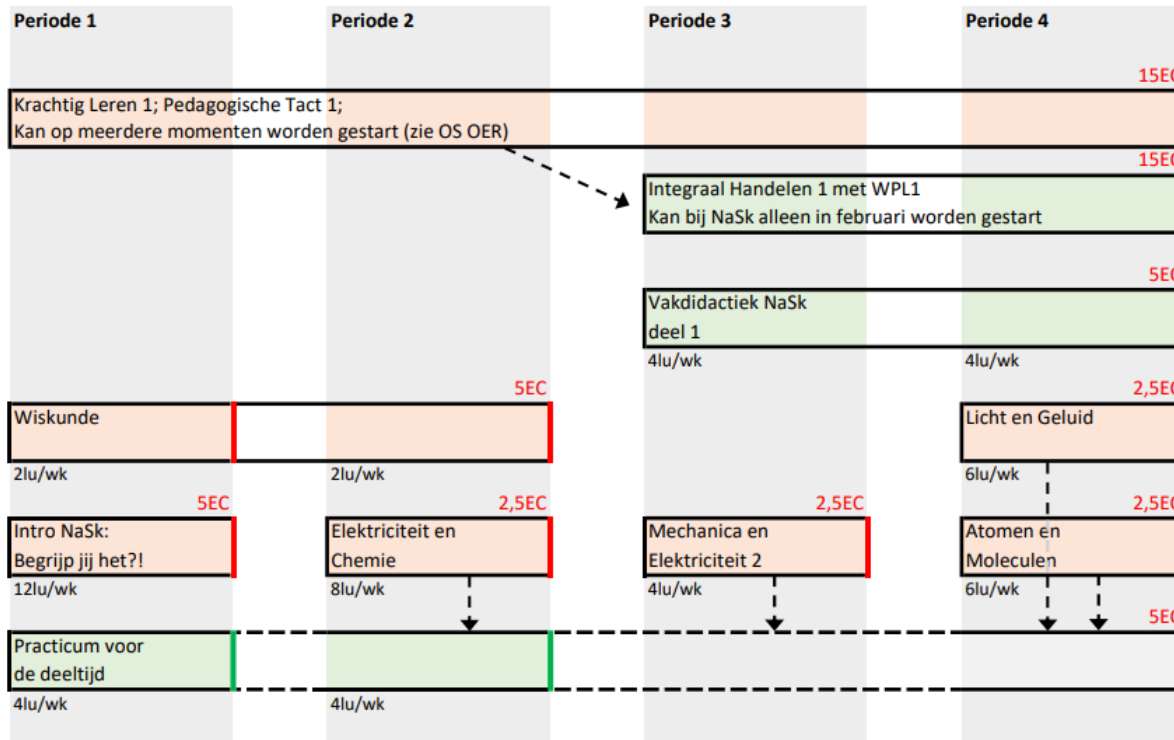 Periode 1
Periode 2
Periode 3
Periode 4
15EC
Krachtig Leren 1; Pedagogische Tact 1;
Kan op meerdere momenten worden gestart (zie OS OER)
15EC
Integraal Handelen 1 met WPL1
Kan bij NaSk alleen in februari worden gestart
5EC
Vakdidactiek NaSk
deel 1
4lu/wk
4lu/wk
5EC
2,5EC
Wiskunde
Licht en Geluid
2lu/wk
2lu/wk
6lu/wk
5EC
2,5EC
2,5EC
2,5EC
Intro NaSk:
Begrijp jij het?!
Elektriciteit en
Chemie
Mechanica en
Elektriciteit 2
Atomen en
Moleculen
12lu/wk
8lu/wk
4lu/wk
6lu/wk
5EC
Practicum voor
de deeltijd
4lu/wk
4lu/wk